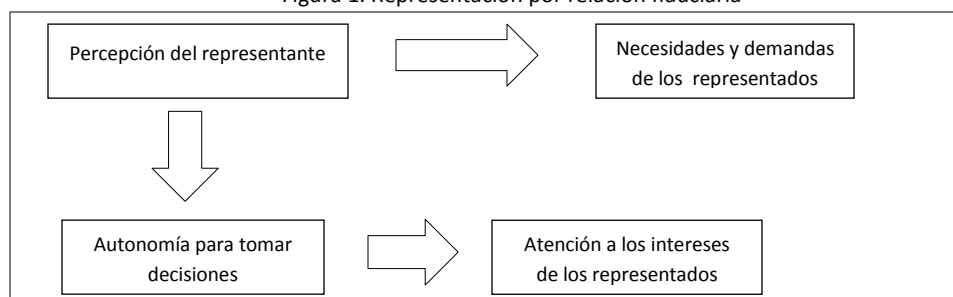 Figura 1. Representación por relación fiduciaria
Percepción del representante
Necesidades y demandas
de los representados
Autonomía para tomar
decisiones
Atención a los intereses
de los representados